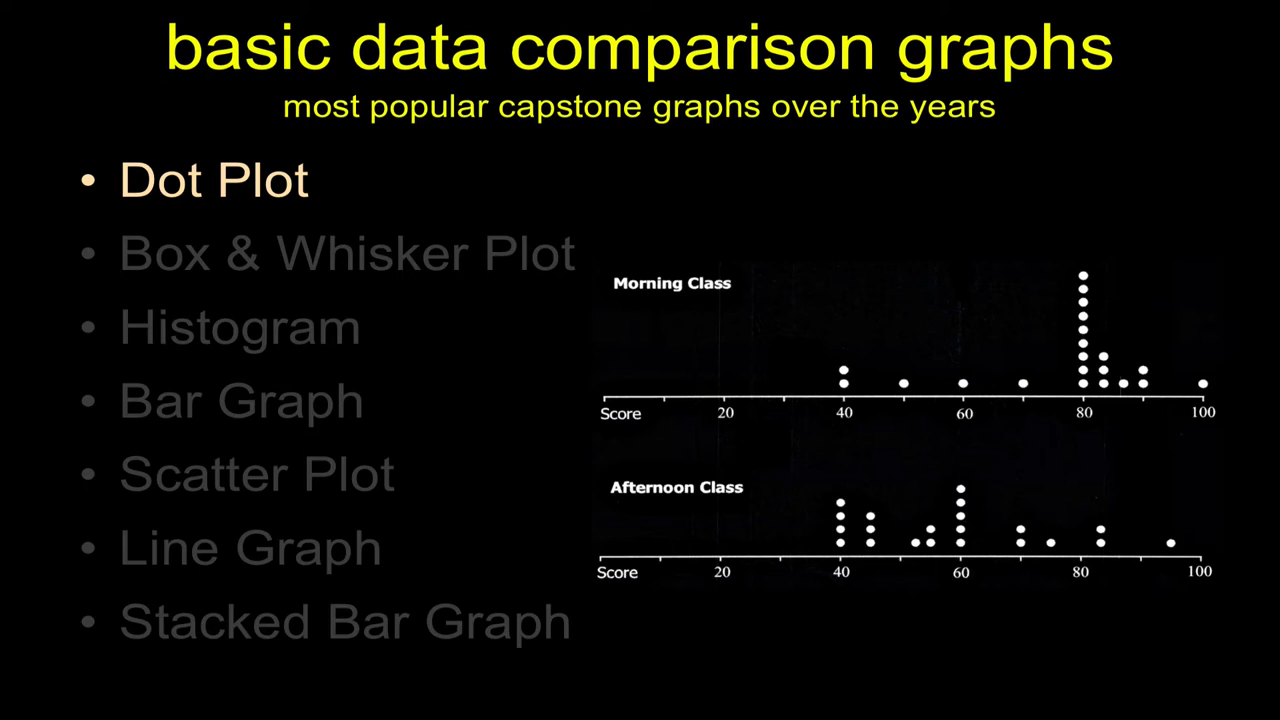 basic data comparison graphs
most popular capstone graphs over the years
• Dot Plot
• Box & Whisker Plot
• Histogram
• Bar Graph
• Scatter Plot
• Line Graph
• Stacked Bar Graph
Morning Class
Score 20 40 60 80 100
Afternoon Class
Score 20 40 60 80 100